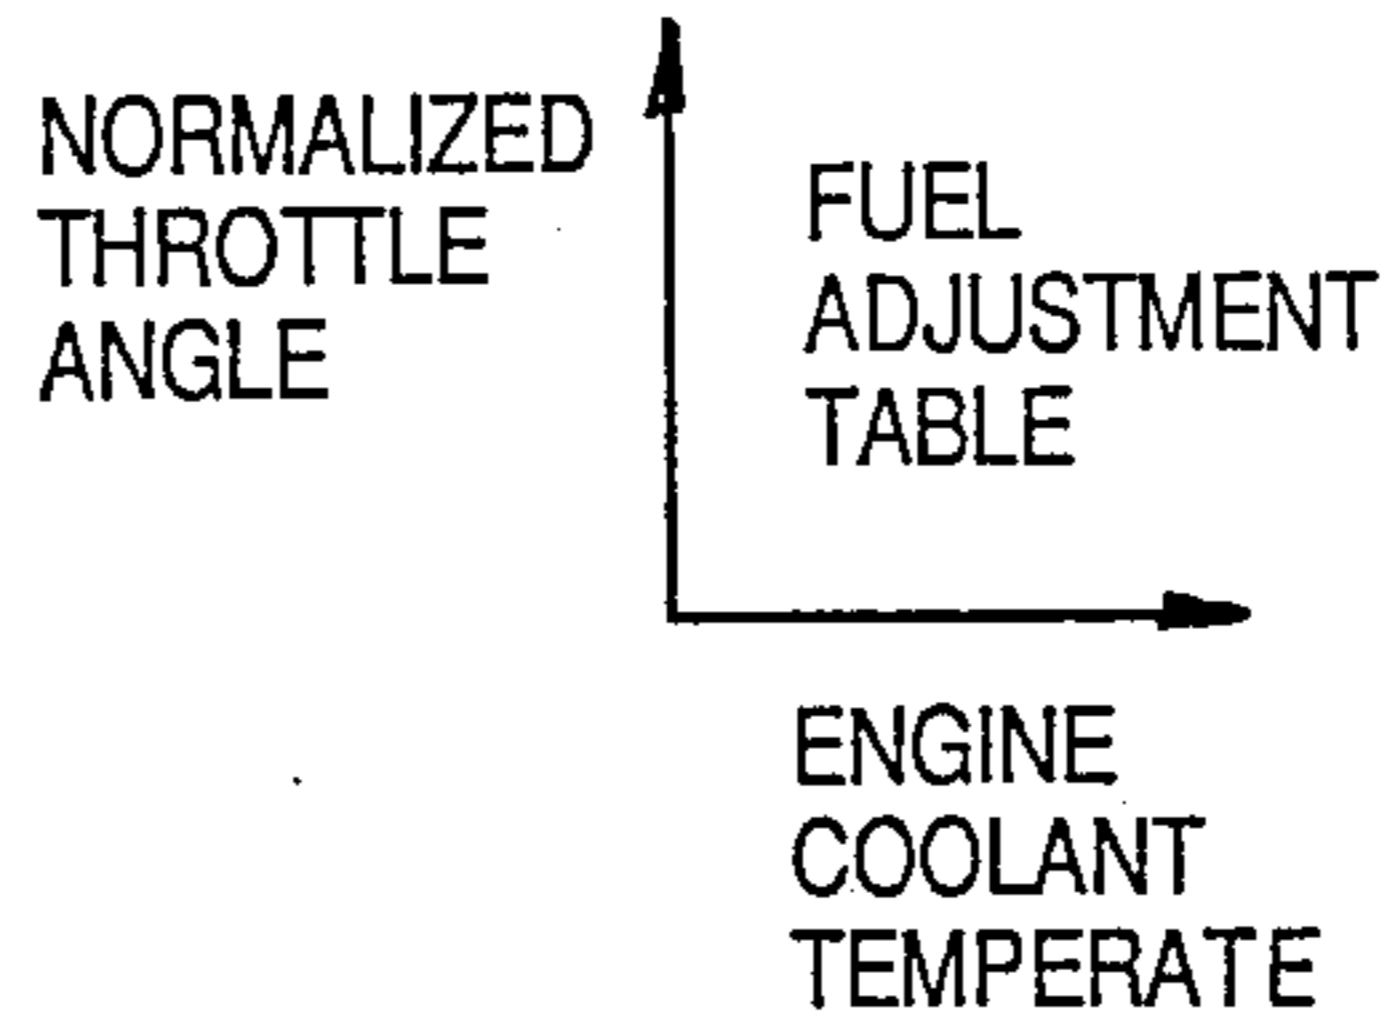 NORMALIZED
THROTTLE
ANGLE
FUEL
ADJUSTMENT
TABLE
ENGINE
COOLANT
TEMPERATE